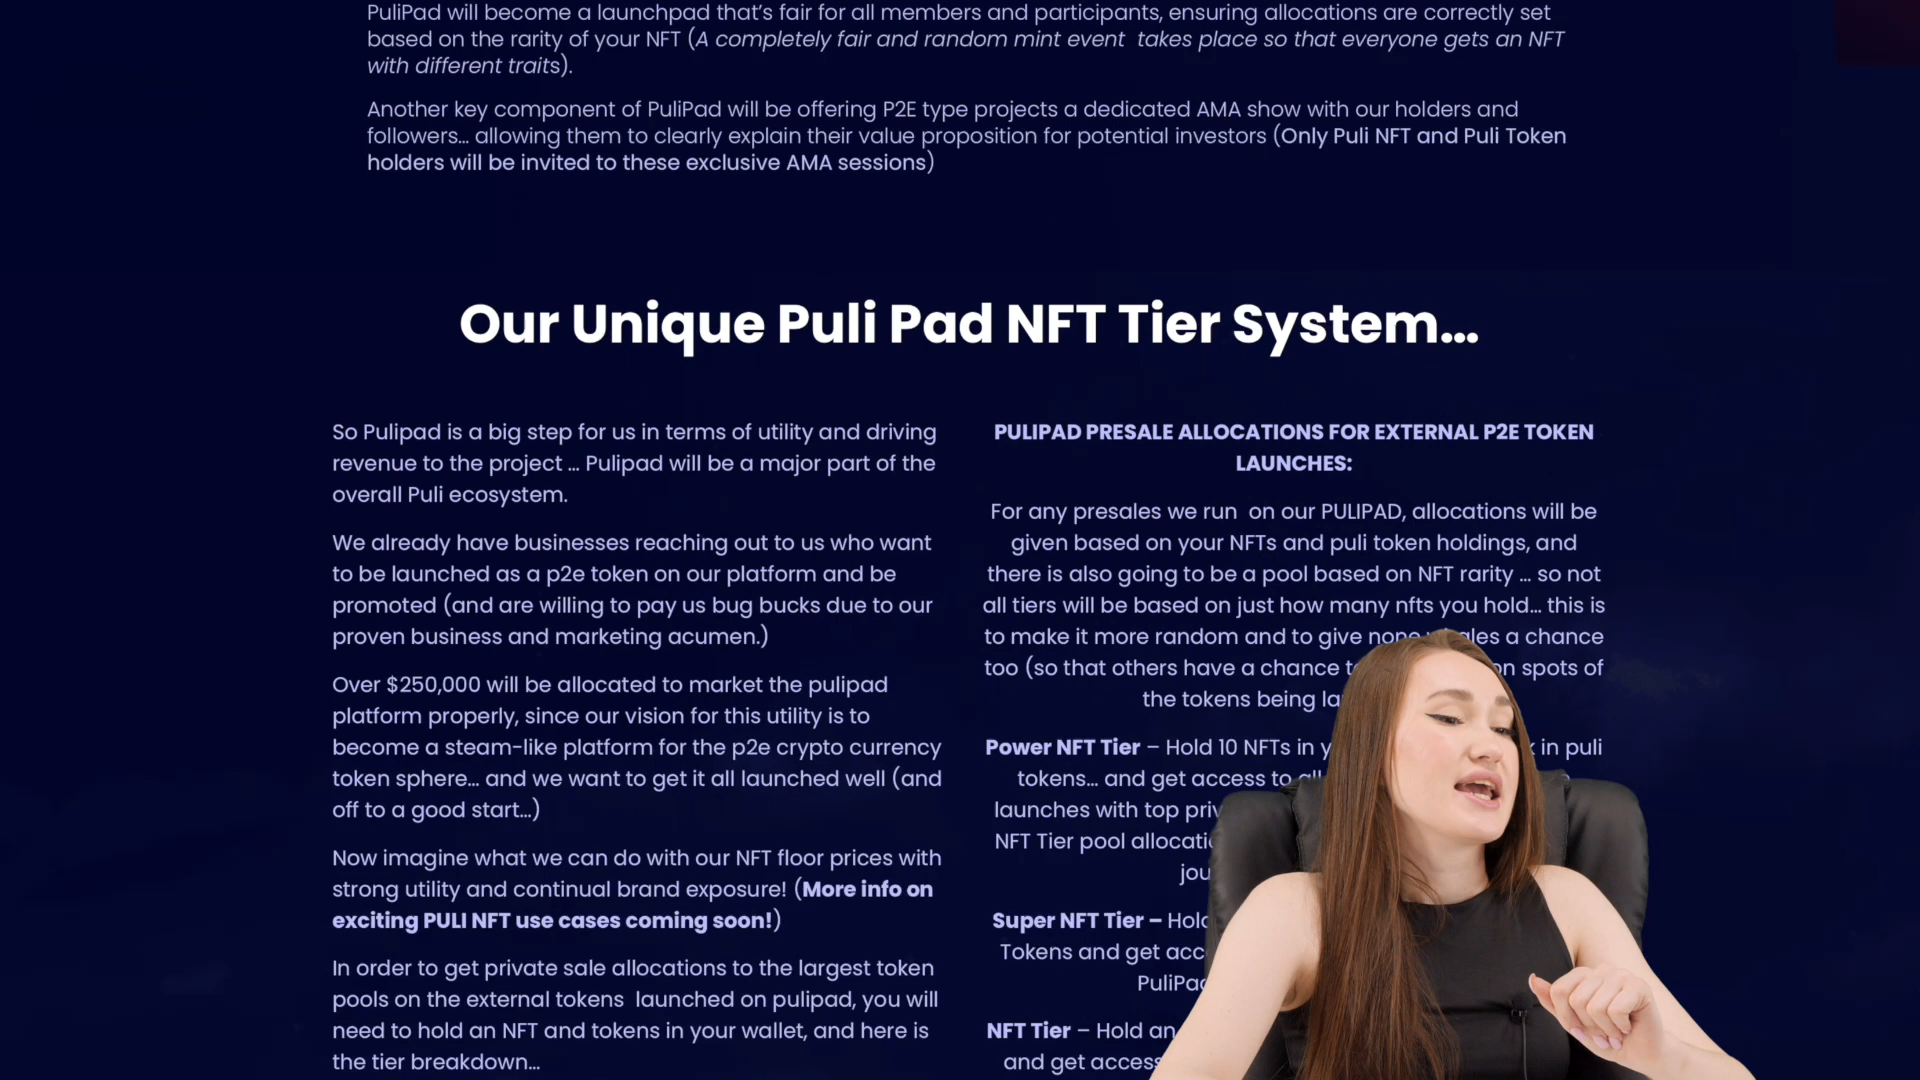 PuliPad will become a launchpad that's fair for all members and participants, ensuring allocations are correctly set
based on the rarity of your NFT (A completely fair and random mint event takes place so that everyone gets an NFT
with different traits).
Another key component of PuliPad will be offering P2E type projects a dedicated AMA show with our holders and
followers... allowing them to clearly explain their value proposition for potential investors (Only Puli NFT and Puli Token
holders will be invited to these exclusive AMA sessions)
Our Unique Puli Pad NFT Tier System...
So Pulipad is a big step for us in terms of utility and driving
revenue to the project ... Pulipad will be a major part of the
overall Puli ecosystem.
We already have businesses reaching out to us who want
to be launched as a p2e token on our platform and be
promoted (and are willing to pay us bug bucks due to our
proven business and marketing acumen.)
Over $250,000 will be allocated to market the pulipad
platform properly, since our vision for this utility is to
become a steam-like platform for the p2e crypto currency
token sphere... and we want to get it all launched well (and
off to a good start...)
Now imagine what we can do with our NFT floor prices with
strong utility and continual brand exposure! (More info on
exciting PULI NFT use cases coming soon!)
In order to get private sale allocations to the largest token
pools on the external tokens launched on pulipad, you will
need to hold an NFT and tokens in your wallet, and here is
the tier breakdown...
PULIPAD PRESALE ALLOCATIONS FOR EXTERNAL P2E TOKEN
LAUNCHES:
For any presales we run on our PULIPAD, allocations will be
given based on your NFTs and puli token holdings, and
there is also going to be a pool based on NFT rarity ... so not
all tiers will be based on just how many nfts you hold... this is
to make it more random and to give none a chance
too (so that others have a chance spots of
the tokens being
Power NFT Tier – Hold 10 NFTs in in puli
tokens... and get access to
launches with top
NFT Tier pool
Super NFT Tier –
Tokens and get
NFT Tier – Hold an
and get access